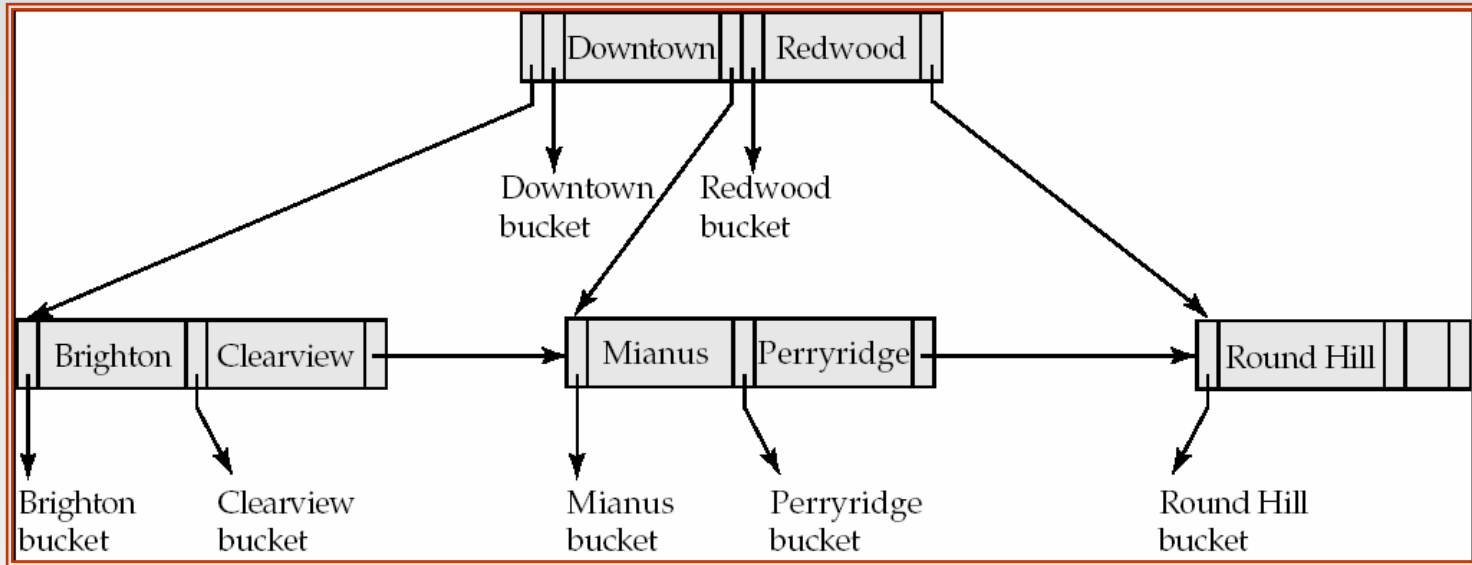 Downtown Redwood
Downtown bucket
Redwood bucket
Brighton Clearview Mianus Perryridge Round Hill
Brighton bucket
Clearview bucket
Mianus bucket
Perryridge bucket
Round Hill bucket